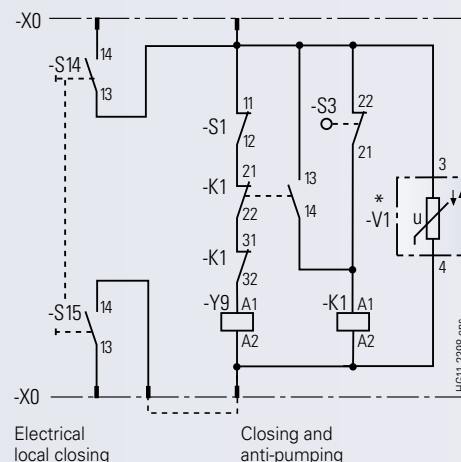 -X0
-S14
14
13
11
-S1
12
21
-K1
22
31
-K1
32
-Y9 A1
A2
13
14
-S3
22
21
-K1 A1
A2
3
*
u
-V1
4
-S15
14
13
-X0
Electrical
local closing
Closing and
anti-pumping